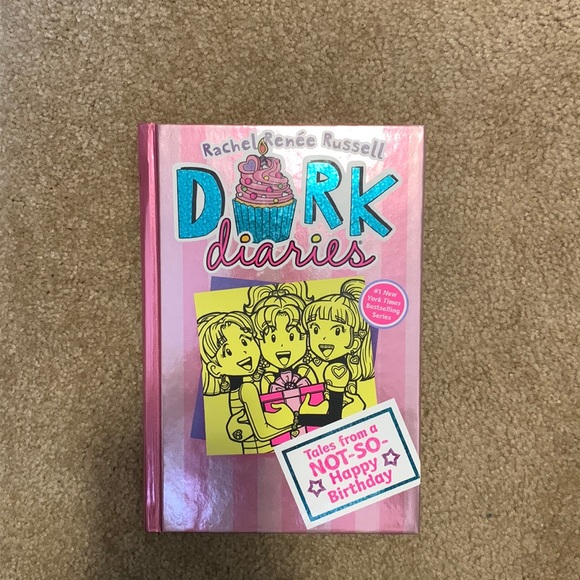 Rachel Renée Russell
DORK
diaries®
#1 New
York Times
Bestselling
Series
Tales from a
NOT-SO-
Happy
Birthday